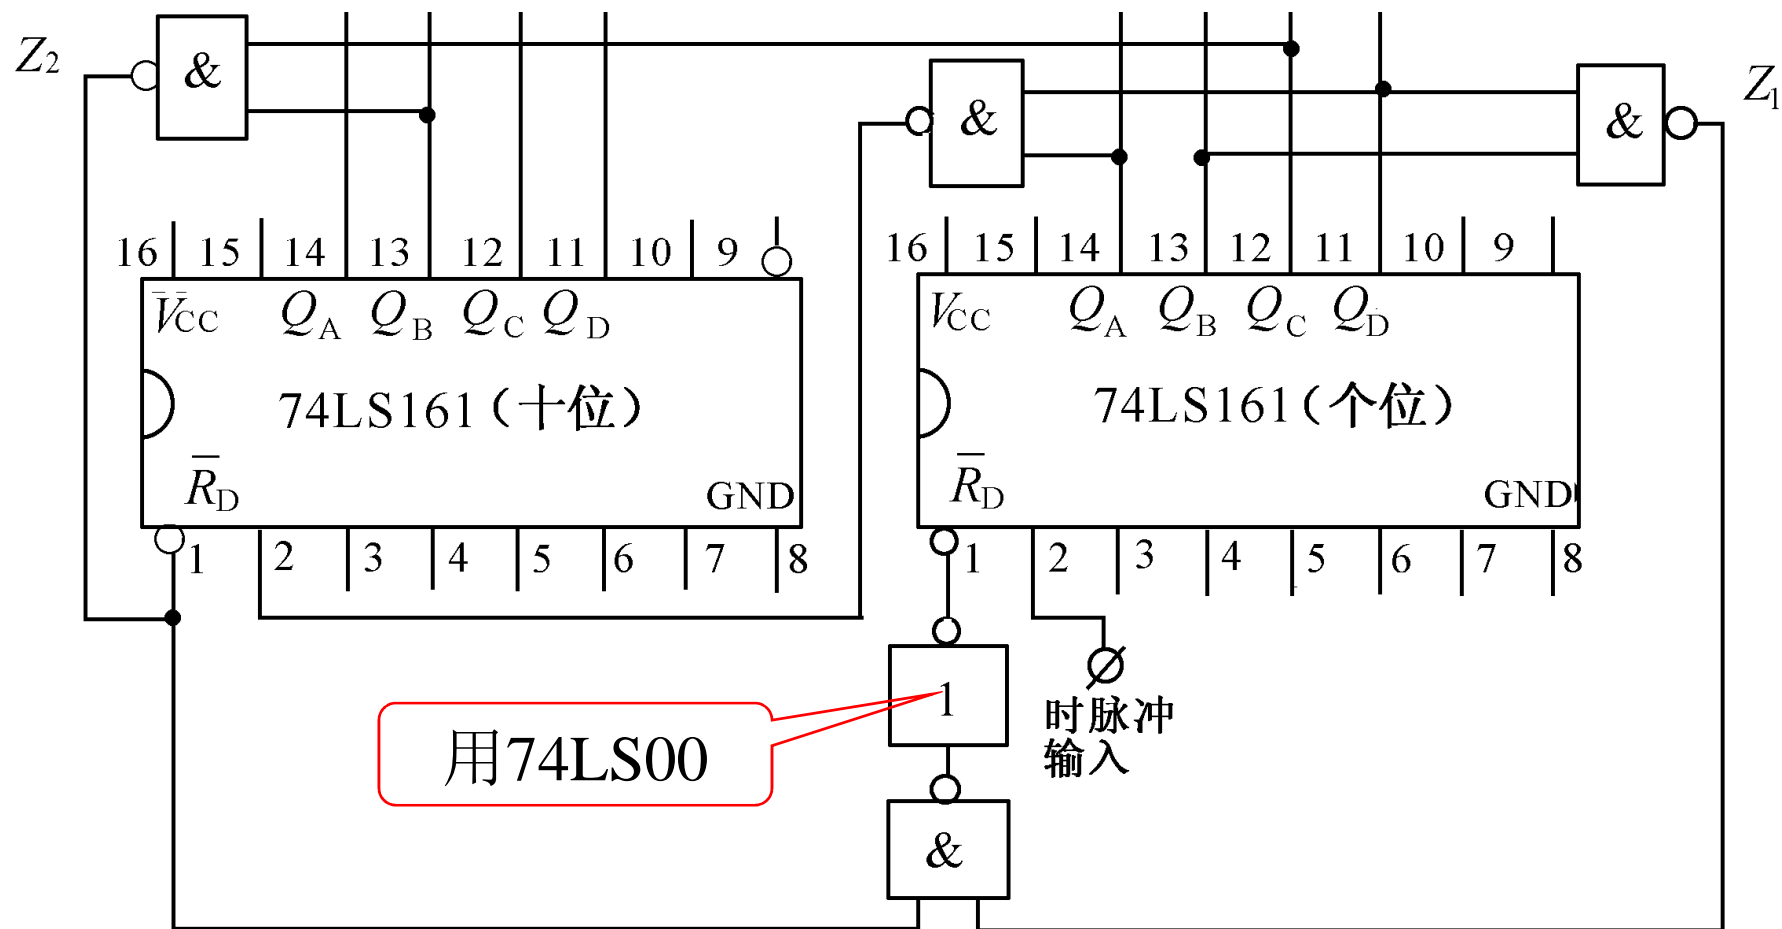 Z2 & & & Z1
16 15 14 13 12 11 10 9 16 15 14 13 12 11 10 9
V̅CC QA QB QC QD VCC QA QB QC QD
74LS161(十位) 74LS161(个位)
R̅D GND R̅D GND
1 2 3 4 5 6 7 8 1 2 3 4 5 6 7 8
1
用74LS00
时脉冲
输入
&